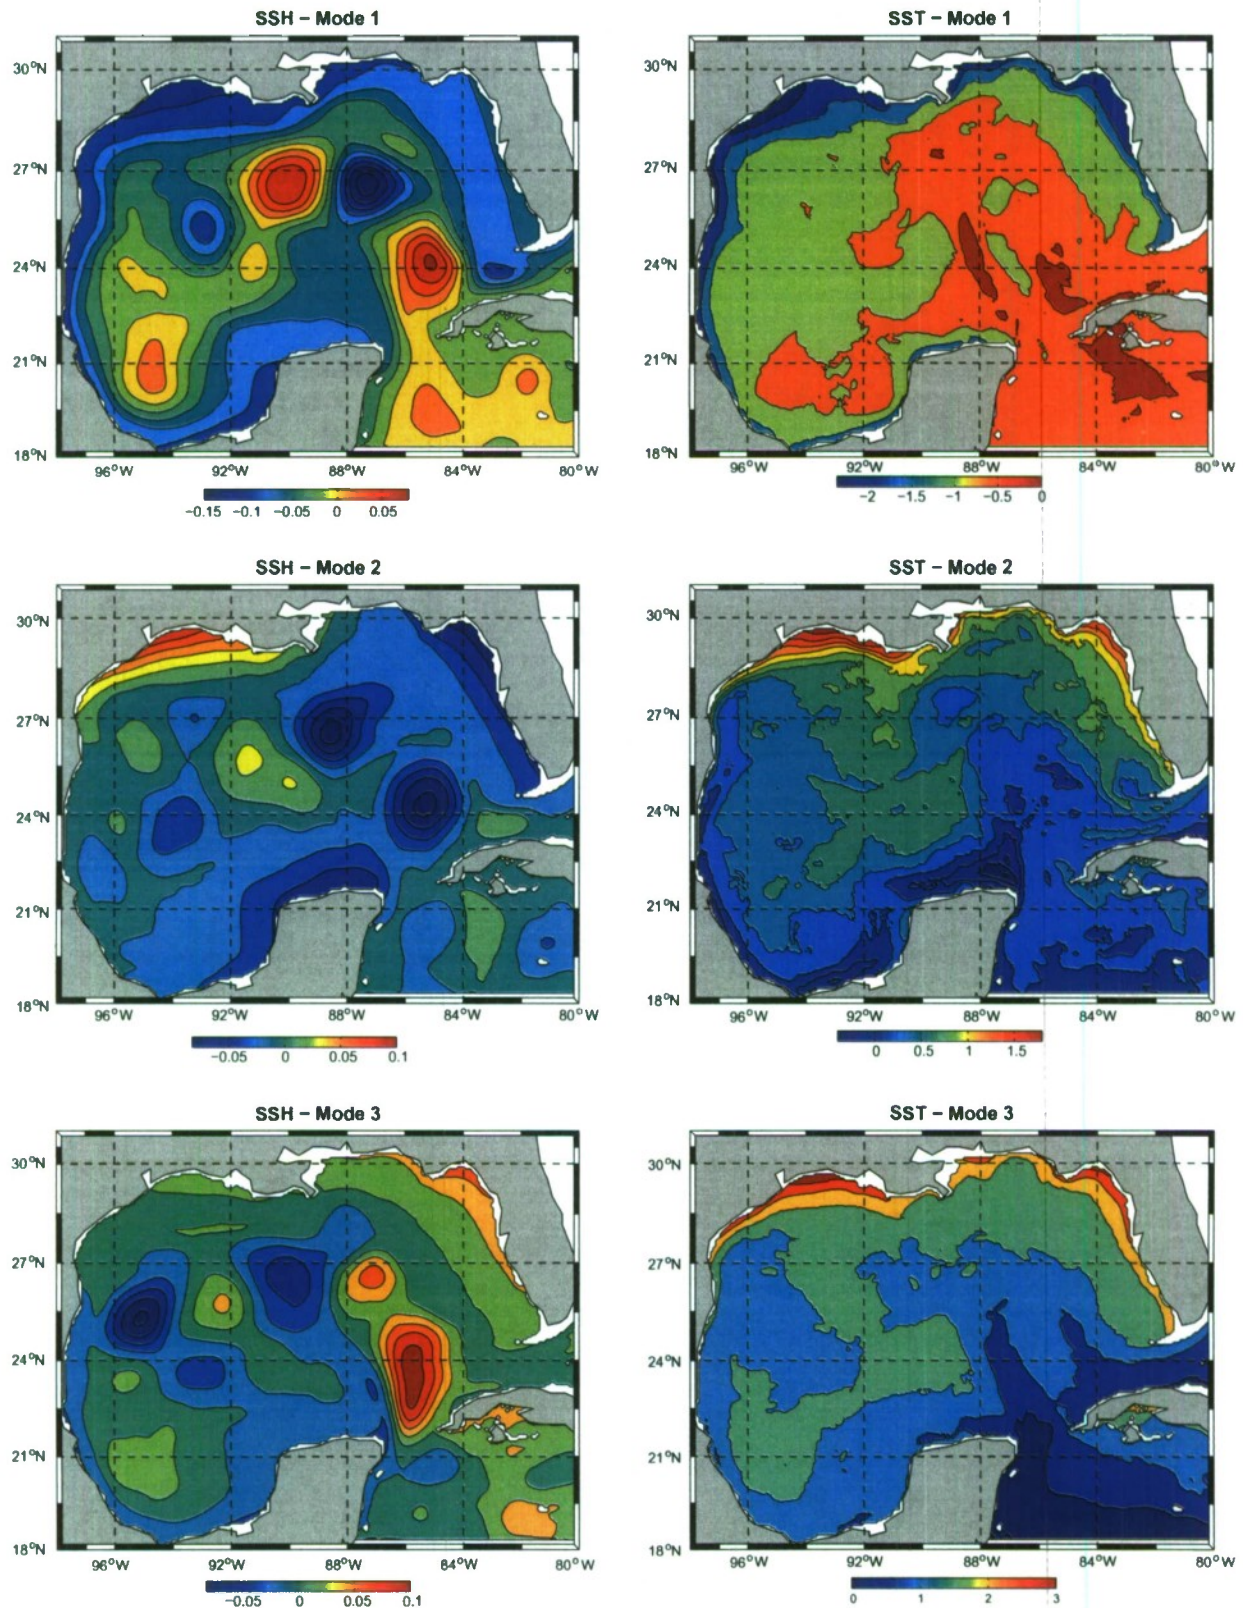 SSH – Mode 1
SST – Mode 1
30°N
27°N
24°N
21°N
18°N
96°W 92°W 88°W 84°W 80°W
−0.15 −0.1 −0.05 0 0.05
30°N
27°N
24°N
21°N
18°N
96°W 92°W 88°W 84°W 80°W
−2 −1.5 −1 −0.5 0
SSH – Mode 2
SST – Mode 2
30°N
27°N
24°N
21°N
18°N
96°W 92°W 88°W 84°W 80°W
−0.05 0 0.05 0.1
30°N
27°N
24°N
21°N
18°N
96°W 92°W 88°W 84°W 80°W
0 0.5 1 1.5
SSH – Mode 3
SST – Mode 3
30°N
27°N
24°N
21°N
18°N
96°W 92°W 88°W 84°W 80°W
−0.05 0 0.05 0.1
30°N
27°N
24°N
21°N
18°N
96°W 92°W 88°W 84°W 80°W
0 1 2 3